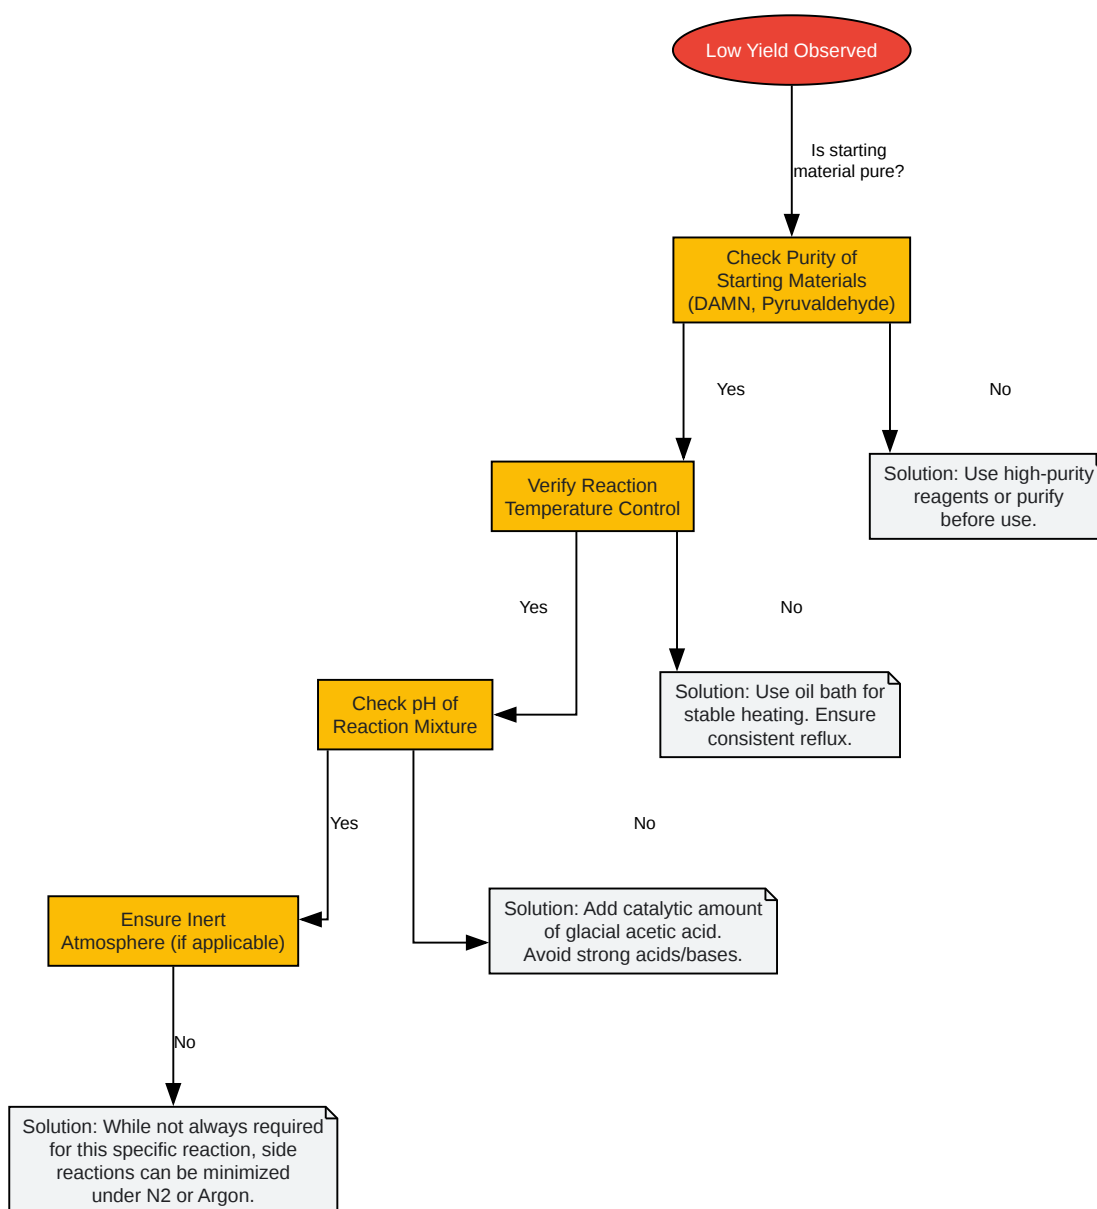 Low Yield Observed
Is starting
material pure?
Check Purity of
Starting Materials
(DAMN, Pyruvaldehyde)
Yes
No
Verify Reaction
Temperature Control
Solution: Use high-purity
reagents or purify
before use.
Yes
No
Check pH of
Reaction Mixture
Solution: Use oil bath for
stable heating. Ensure
consistent reflux.
Yes
No
Ensure Inert
Atmosphere (if applicable)
Solution: Add catalytic amount
of glacial acetic acid.
Avoid strong acids/bases.
No
Solution: While not always required
for this specific reaction, side
reactions can be minimized
under N2 or Argon.